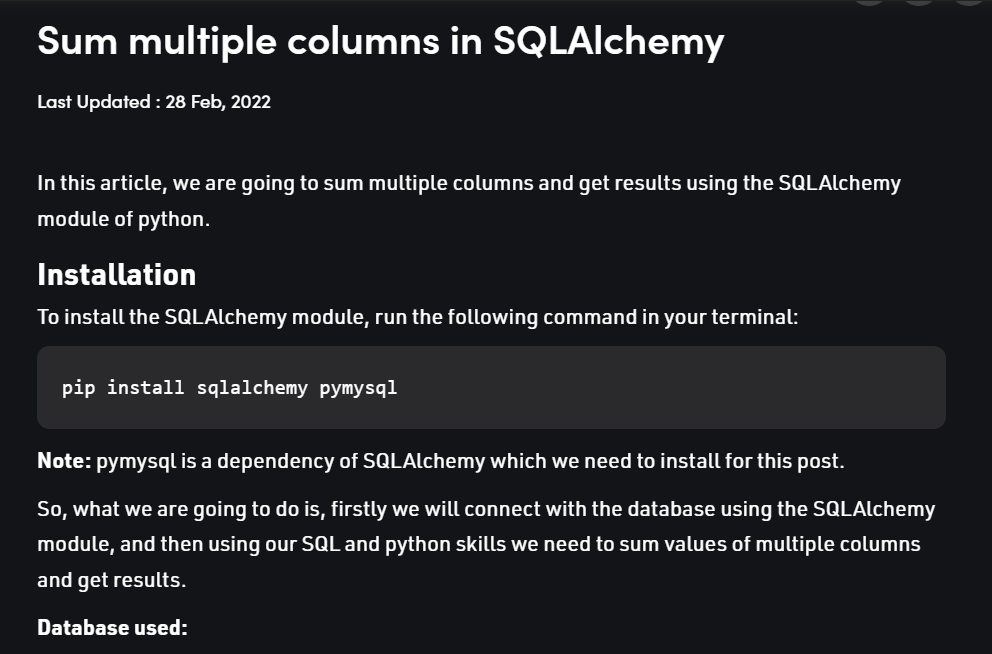 Sum multiple columns in SQLAlchemy
Last Updated : 28 Feb, 2022
In this article, we are going to sum multiple columns and get results using the SQLAlchemy
module of python.
Installation
To install the SQLAlchemy module, run the following command in your terminal:
pip install sqlalchemy pymysql
Note: pymysql is a dependency of SQLAlchemy which we need to install for this post.
So, what we are going to do is, firstly we will connect with the database using the SQLAlchemy
module, and then using our SQL and python skills we need to sum values of multiple columns
and get results.
Database used: